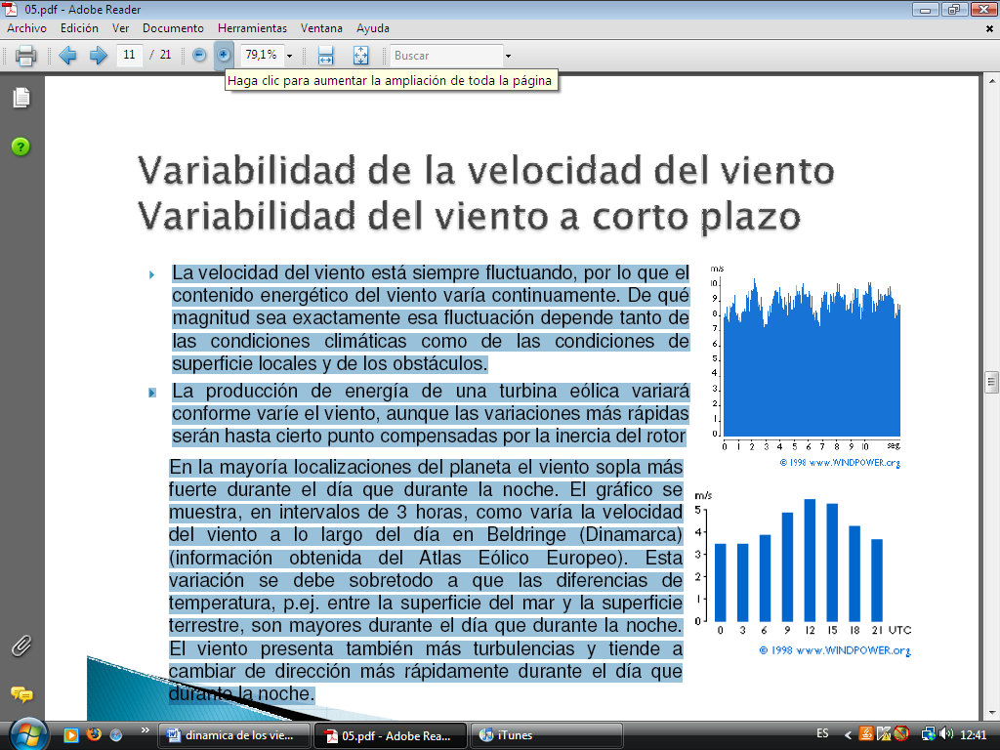 05.pdf - Adobe Reader
Archivo Edición Ver Documento Herramientas Ventana Ayuda
11 / 21 79,1% Buscar
Haga clic para aumentar la ampliación de toda la página
Variabilidad de la velocidad del viento
Variabilidad del viento a corto plazo
La velocidad del viento está siempre fluctuando, por lo que el
contenido energético del viento varía continuamente. De qué
magnitud sea exactamente esa fluctuación depende tanto de
las condiciones climáticas como de las condiciones de
superficie locales y de los obstáculos.
La producción de energía de una turbina eólica variará
conforme varíe el viento, aunque las variaciones más rápidas
serán hasta cierto punto compensadas por la inercia del rotor
En la mayoría localizaciones del planeta el viento sopla más
fuerte durante el día que durante la noche. El gráfico se
muestra, en intervalos de 3 horas, como varía la velocidad
del viento a lo largo del día en Beldringe (Dinamarca)
(información obtenida del Atlas Eólico Europeo). Esta
variación se debe sobretodo a que las diferencias de
temperatura, p.ej. entre la superficie del mar y la superficie
terrestre, son mayores durante el día que durante la noche.
El viento presenta también más turbulencias y tiende a
cambiar de dirección más rápidamente durante el día que
durante la noche.
m/s
10
9
8
7
6
5
4
3
2
1
0
0 1 2 3 4 5 6 7 8 9 10 seg.
© 1998 www.WINDPOWER.org
m/s
5
4
3
2
1
0
0 3 6 9 12 15 18 21 UTC
© 1998 www.WINDPOWER.org
dinamica de los vie... 05.pdf - Adobe Rea... iTunes ES 12:41